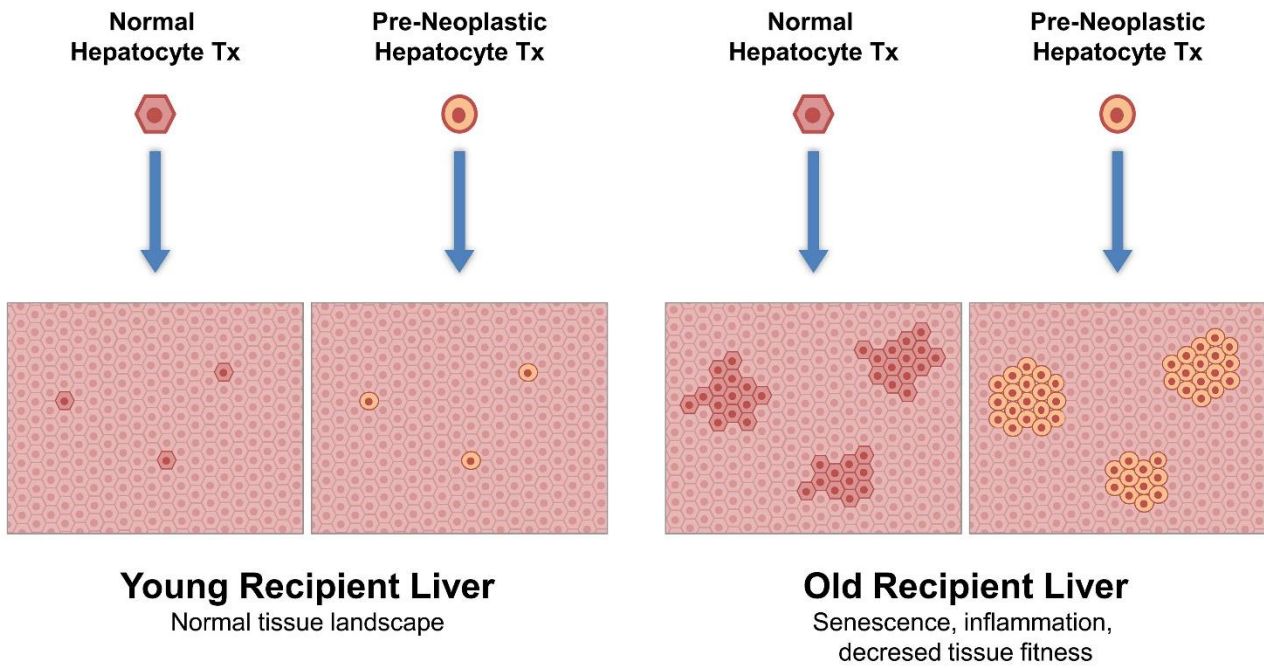 Normal
Hepatocyte Tx
Pre-Neoplastic
Hepatocyte Tx
Normal
Hepatocyte Tx
Pre-Neoplastic
Hepatocyte Tx
Young Recipient Liver
Normal tissue landscape
Old Recipient Liver
Senescence, inflammation,
decresed tissue fitness